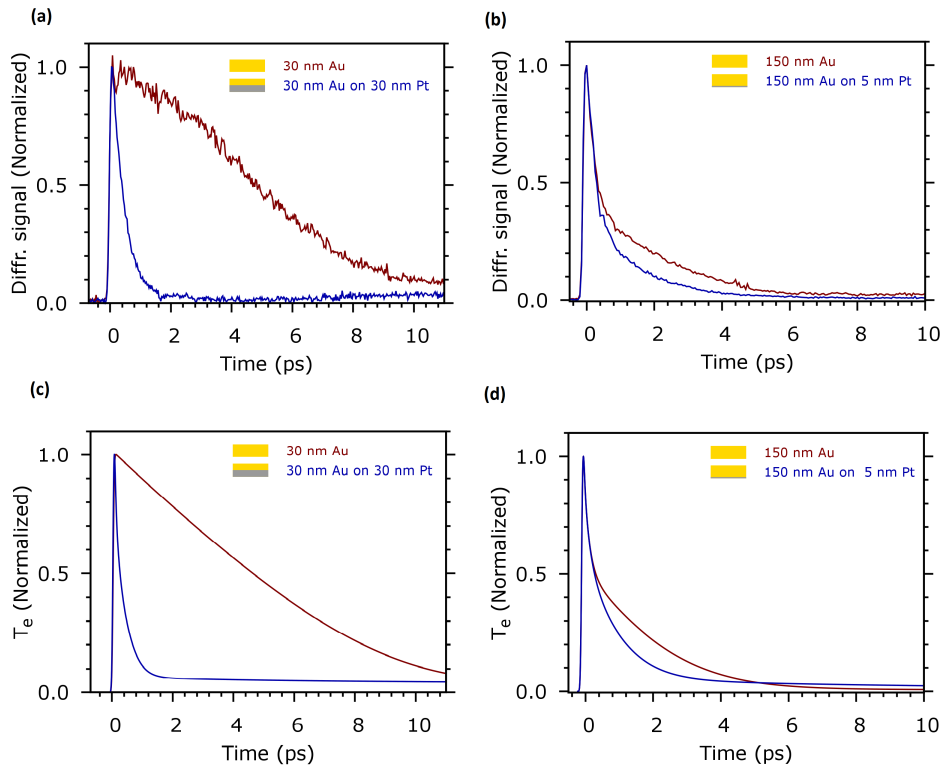 (a)
Diffr. signal (Normalized)
1.0
0.5
0.0
30 nm Au
30 nm Au on 30 nm Pt
0 2 4 6 8 10
Time (ps)
(b)
Diffr. signal (Normalized)
1.0
0.5
0.0
150 nm Au
150 nm Au on 5 nm Pt
0 2 4 6 8 10
Time (ps)
(c)
Te (Normalized)
1.0
0.5
0.0
30 nm Au
30 nm Au on 30 nm Pt
0 2 4 6 8 10
Time (ps)
(d)
Te (Normalized)
1.0
0.5
0.0
150 nm Au
150 nm Au on 5 nm Pt
0 2 4 6 8 10
Time (ps)